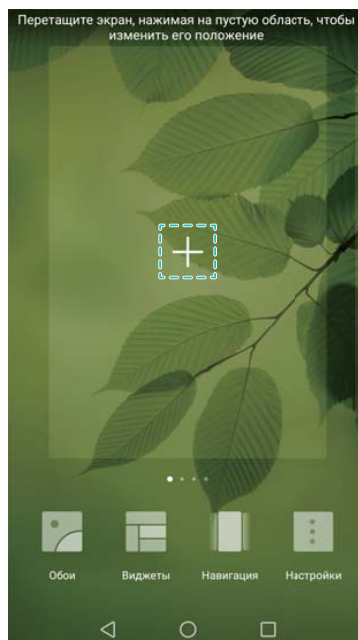 Перетащите экран, нажимая на пустую область, чтобы
изменить его положение
Обои
Виджеты
Навигация
Настройки